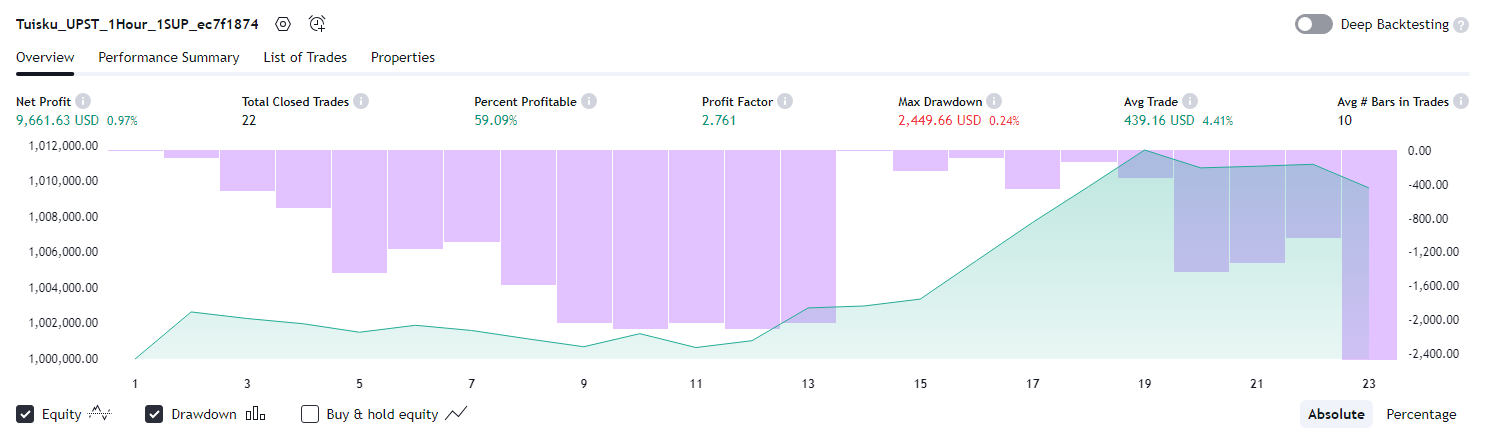 Tuisku_UPST_1Hour_1SUP_ec7f1874 Deep Backtesting ?
Overview Performance Summary List of Trades Properties
Net Profit i Total Closed Trades i Percent Profitable i Profit Factor i Max Drawdown i Avg Trade i Avg # Bars in Trades i
9,661.63 USD 0.97% 22 59.09% 2.761 2,449.66 USD 0.24% 439.16 USD 4.41% 10
1,012,000.00 0.00
1,010,000.00 -400.00
1,008,000.00 -800.00
1,006,000.00 -1,200.00
1,004,000.00 -1,600.00
1,002,000.00 -2,000.00
1,000,000.00 -2,400.00
1 3 5 7 9 11 13 15 17 19 21 23
Equity Drawdown Buy & hold equity Absolute Percentage